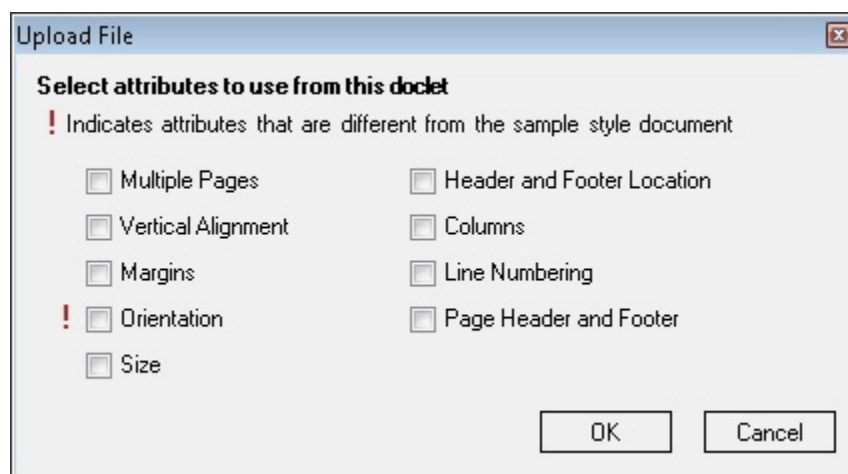 Upload File
Select attributes to use from this doclet
! Indicates attributes that are different from the sample style document
Multiple Pages
Header and Footer Location
Vertical Alignment
Columns
Margins
Line Numbering
! Orientation
Page Header and Footer
Size
OK
Cancel